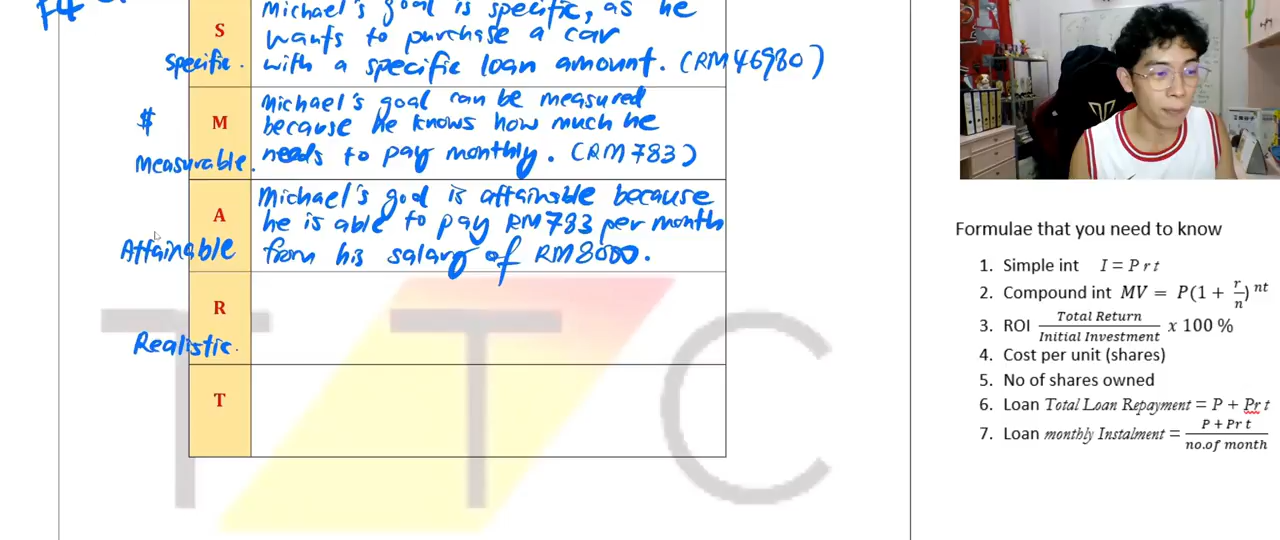 F4
S
Specific.
Michael's goal is specific, as he
wants to purchase a car
with a specific loan amount. (RM46980)
$
M
Measurable.
Michael's goal can be measured
because he knows how much he
needs to pay monthly. (RM783)
A
Attainable
Michael's goal is attainable because
he is able to pay RM783 per month
from his salary of RM8000.
R
Realistic.
T
TTC
Formulae that you need to know
1. Simple int I = P r t
2. Compound int MV = P(1 + r/n) nt
3. ROI Total Return / Initial Investment x 100 %
4. Cost per unit (shares)
5. No of shares owned
6. Loan Total Loan Repayment = P + Pr t
7. Loan monthly Instalment = P + Pr t / no.of month